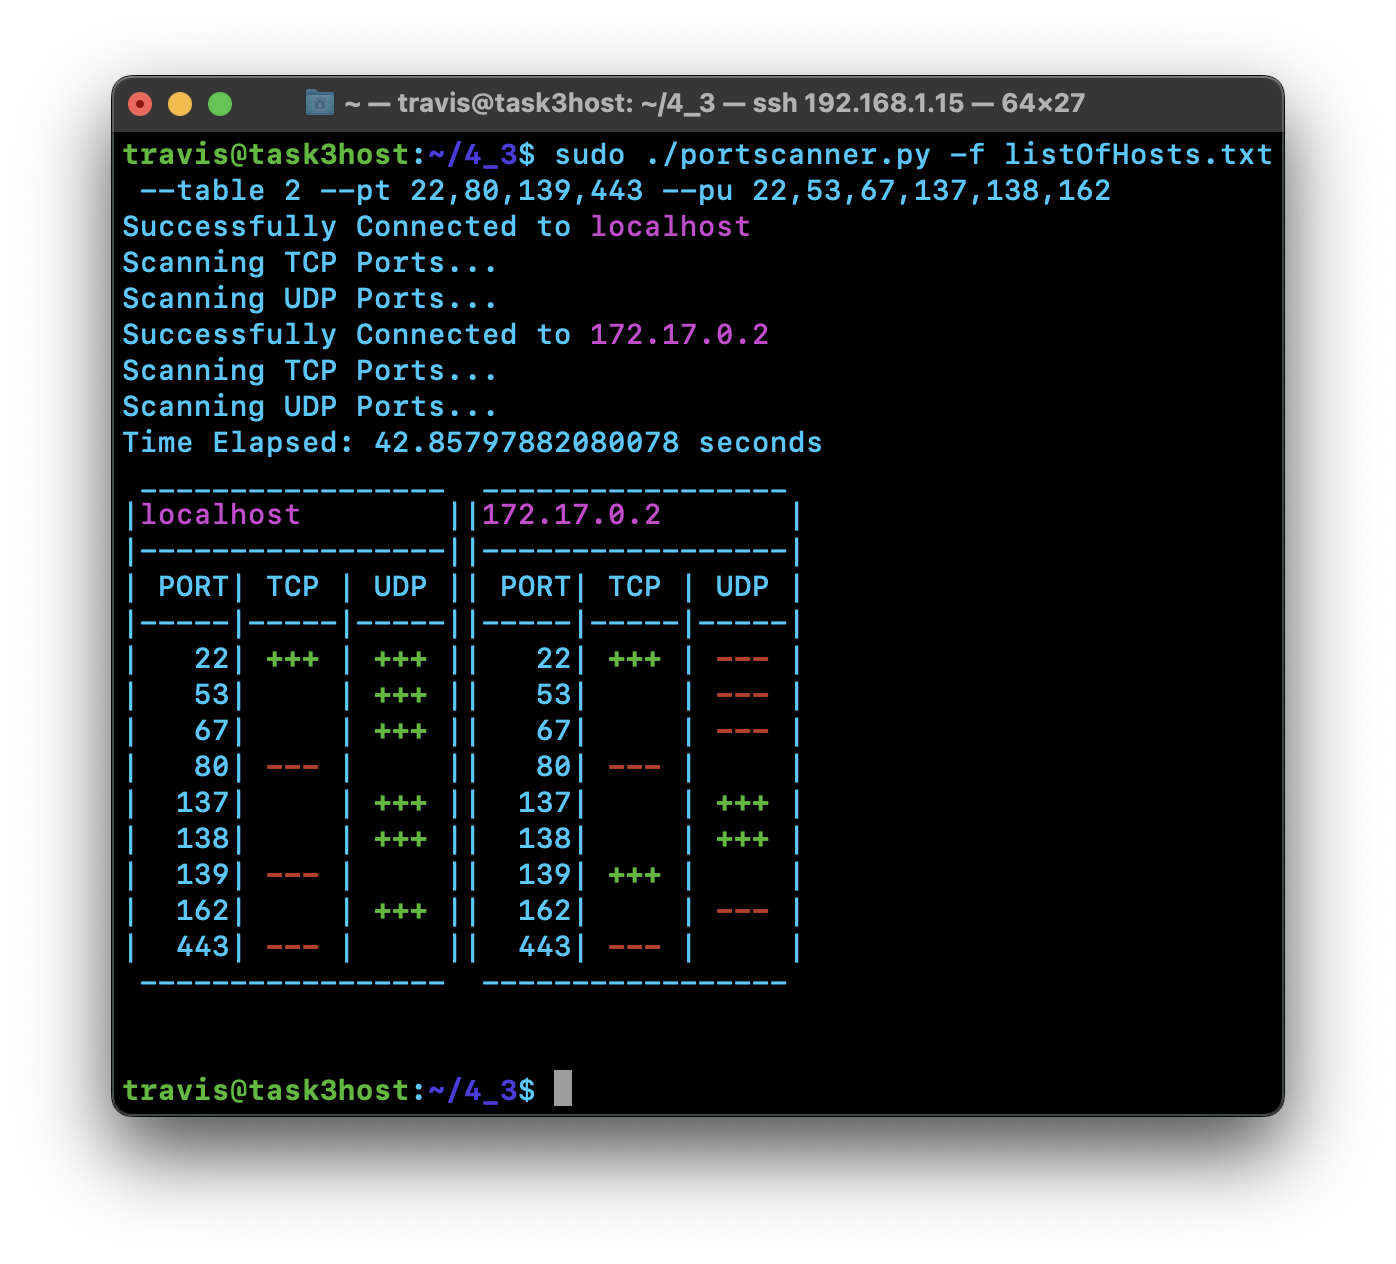 ~ — travis@task3host: ~/4_3 — ssh 192.168.1.15 — 64×27
travis@task3host:~/4_3$ sudo ./portscanner.py -f listOfHosts.txt
 --table 2 --pt 22,80,139,443 --pu 22,53,67,137,138,162
Successfully Connected to localhost
Scanning TCP Ports...
Scanning UDP Ports...
Successfully Connected to 172.17.0.2
Scanning TCP Ports...
Scanning UDP Ports...
Time Elapsed: 42.85797882080078 seconds
 -----------------  -----------------
|localhost        ||172.17.0.2       |
|-----------------||-----------------|
| PORT| TCP | UDP || PORT| TCP | UDP |
|-----|-----|-----||-----|-----|-----|
|   22| +++ | +++ ||   22| +++ | --- |
|   53|     | +++ ||   53|     | --- |
|   67|     | +++ ||   67|     | --- |
|   80| --- |     ||   80| --- |     |
|  137|     | +++ ||  137|     | +++ |
|  138|     | +++ ||  138|     | +++ |
|  139| --- |     ||  139| +++ |     |
|  162|     | +++ ||  162|     | --- |
|  443| --- |     ||  443| --- |     |
 -----------------  -----------------
travis@task3host:~/4_3$